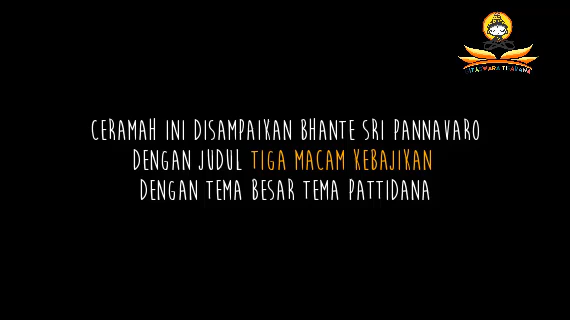 CERAMAH INI DISAMPAIKAN BHANTE SRI PANNAVARO
DENGAN JUDUL TIGA MACAM KEBAJIKAN
DENGAN TEMA BESAR TEMA PATTIDANA